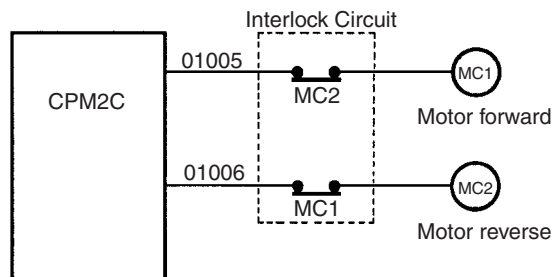 Interlock Circuit
01005
MC2
MC1
Motor forward
CPM2C
01006
MC1
MC2
Motor reverse